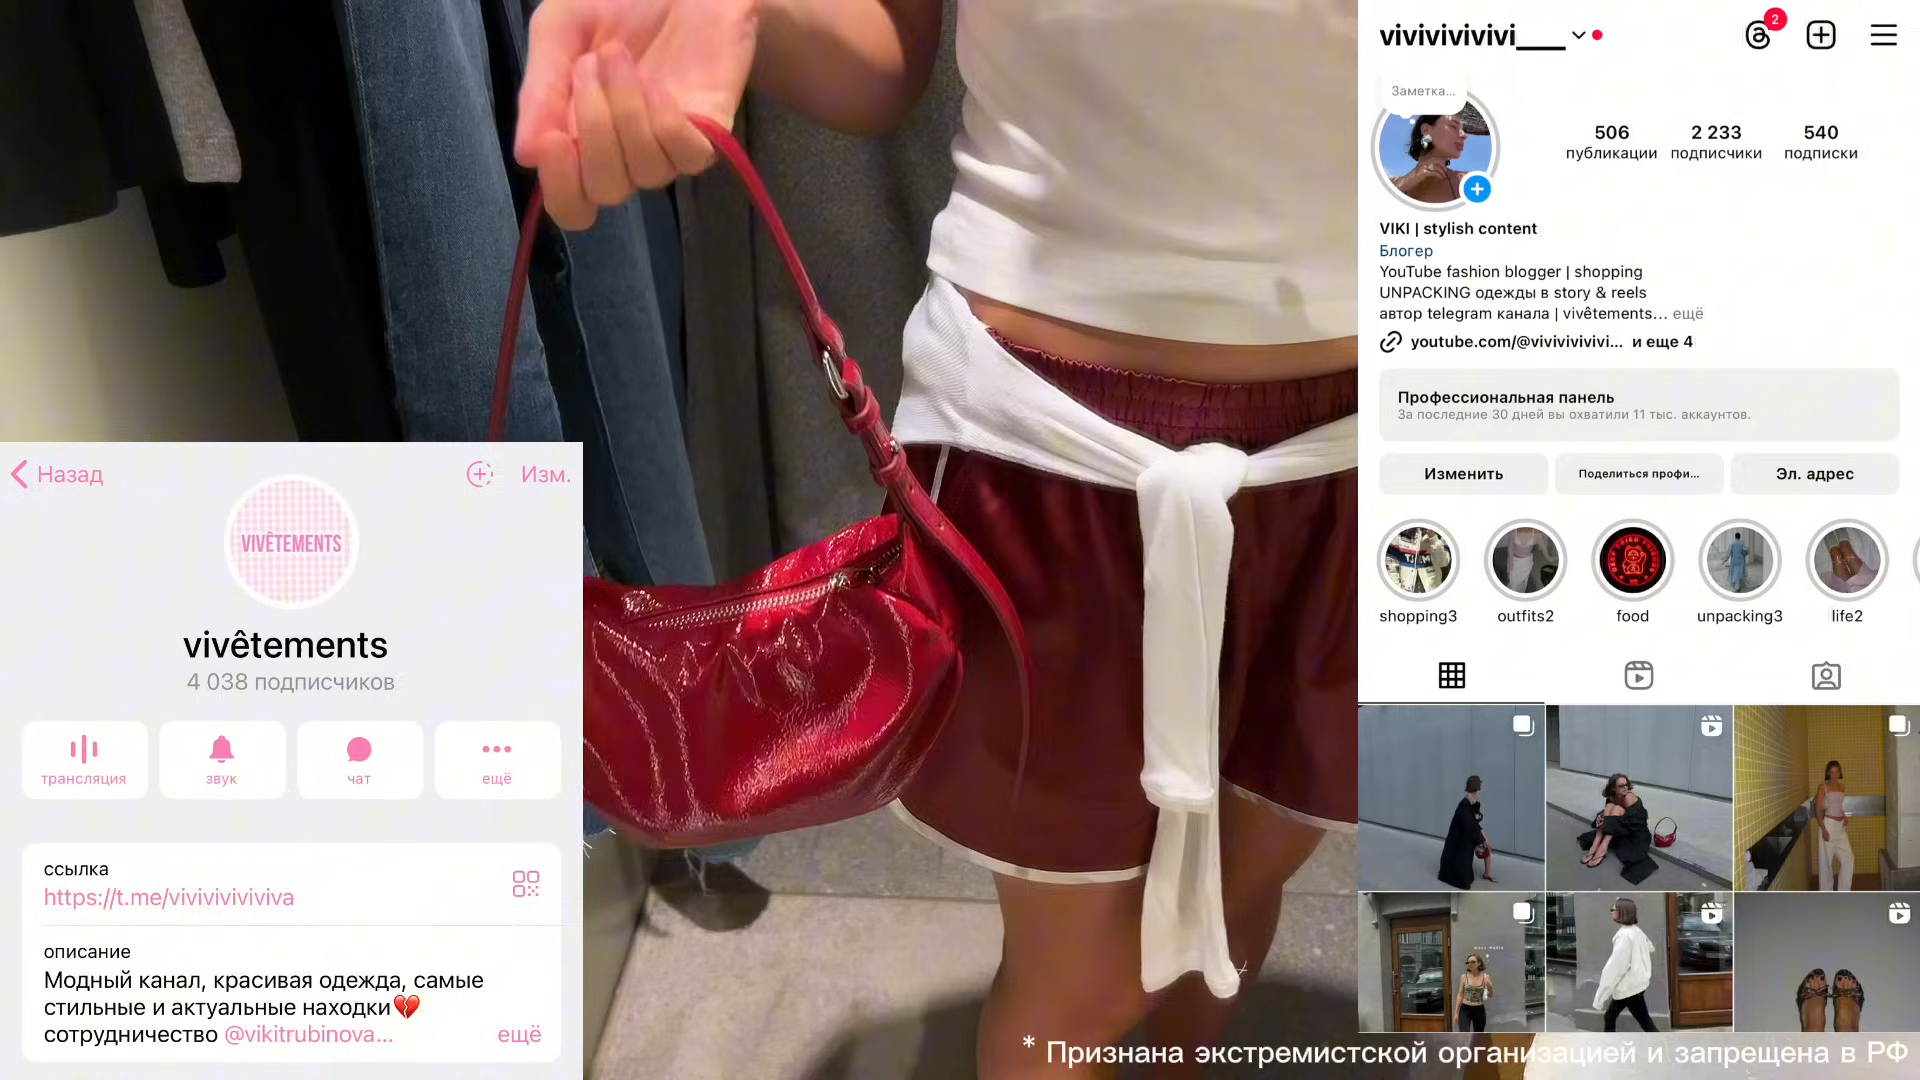 Назад
Изм.
VIVÊTEMENTS
vivêtements
4 038 подписчиков
трансляция
звук
чат
ещё
ссылка
https://t.me/viviviviviva
описание
Модный канал, красивая одежда, самые
стильные и актуальные находки💔
сотрудничество @vikitrubinova... ещё
vivivivivivi____
2
Заметка...
506 2 233 540
публикации подписчики подписки
VIKI | stylish content
Блогер
YouTube fashion blogger | shopping
UNPACKING одежды в story & reels
автор telegram канала | vivêtements... ещё
youtube.com/@vivivivivivi... и еще 4
Профессиональная панель
За последние 30 дней вы охватили 11 тыс. аккаунтов.
Изменить
Поделиться профи...
Эл. адрес
shopping3
outfits2
food
unpacking3
life2
* Признана экстремистской организацией и запрещена в РФ